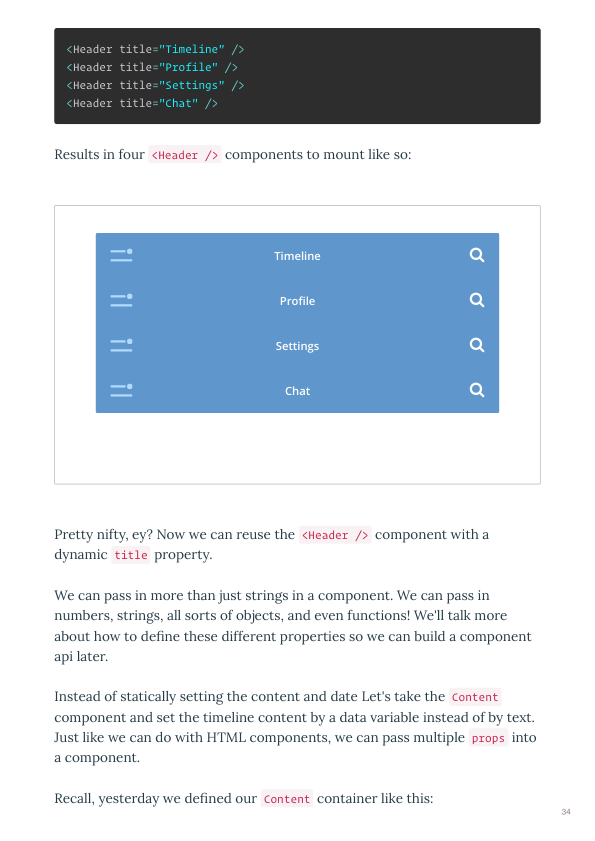 <Header title="Timeline" />
<Header title="Profile" />
<Header title="Settings" />
<Header title="Chat" />
Results in four <Header /> components to mount like so:
Timeline
Profile
Settings
Chat
Pretty nifty, ey? Now we can reuse the <Header /> component with a
dynamic title property.
We can pass in more than just strings in a component. We can pass in
numbers, strings, all sorts of objects, and even functions! We'll talk more
about how to define these different properties so we can build a component
api later.
Instead of statically setting the content and date Let's take the Content
component and set the timeline content by a data variable instead of by text.
Just like we can do with HTML components, we can pass multiple props into
a component.
Recall, yesterday we defined our Content container like this:
34